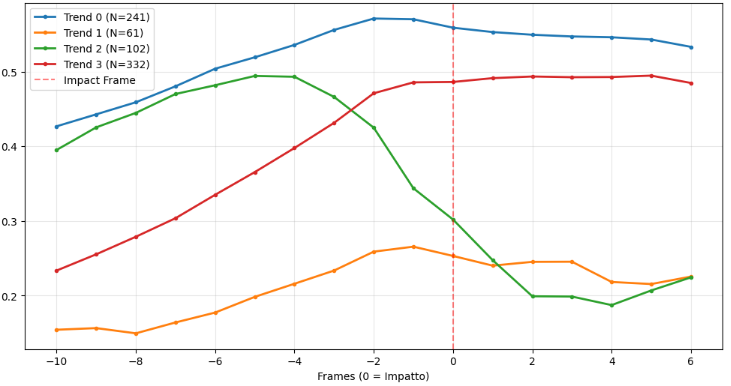 Trend 0 (N=241)
Trend 1 (N=61)
Trend 2 (N=102)
Trend 3 (N=332)
Impact Frame
0.5
0.4
0.3
0.2
−10 −8 −6 −4 −2 0 2 4 6
Frames (0 = Impatto)